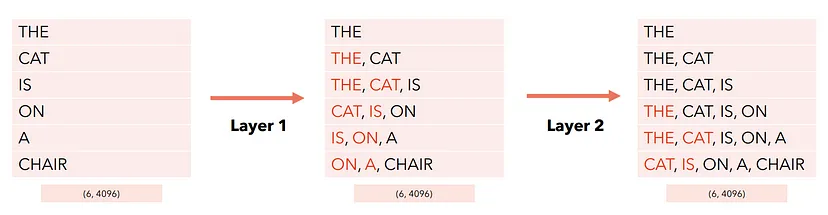 THE
CAT
IS
ON
A
CHAIR
(6, 4096)
Layer 1
THE
THE, CAT
THE, CAT, IS
CAT, IS, ON
IS, ON, A
ON, A, CHAIR
(6, 4096)
Layer 2
THE
THE, CAT
THE, CAT, IS
THE, CAT, IS, ON
THE, CAT, IS, ON, A
CAT, IS, ON, A, CHAIR
(6, 4096)